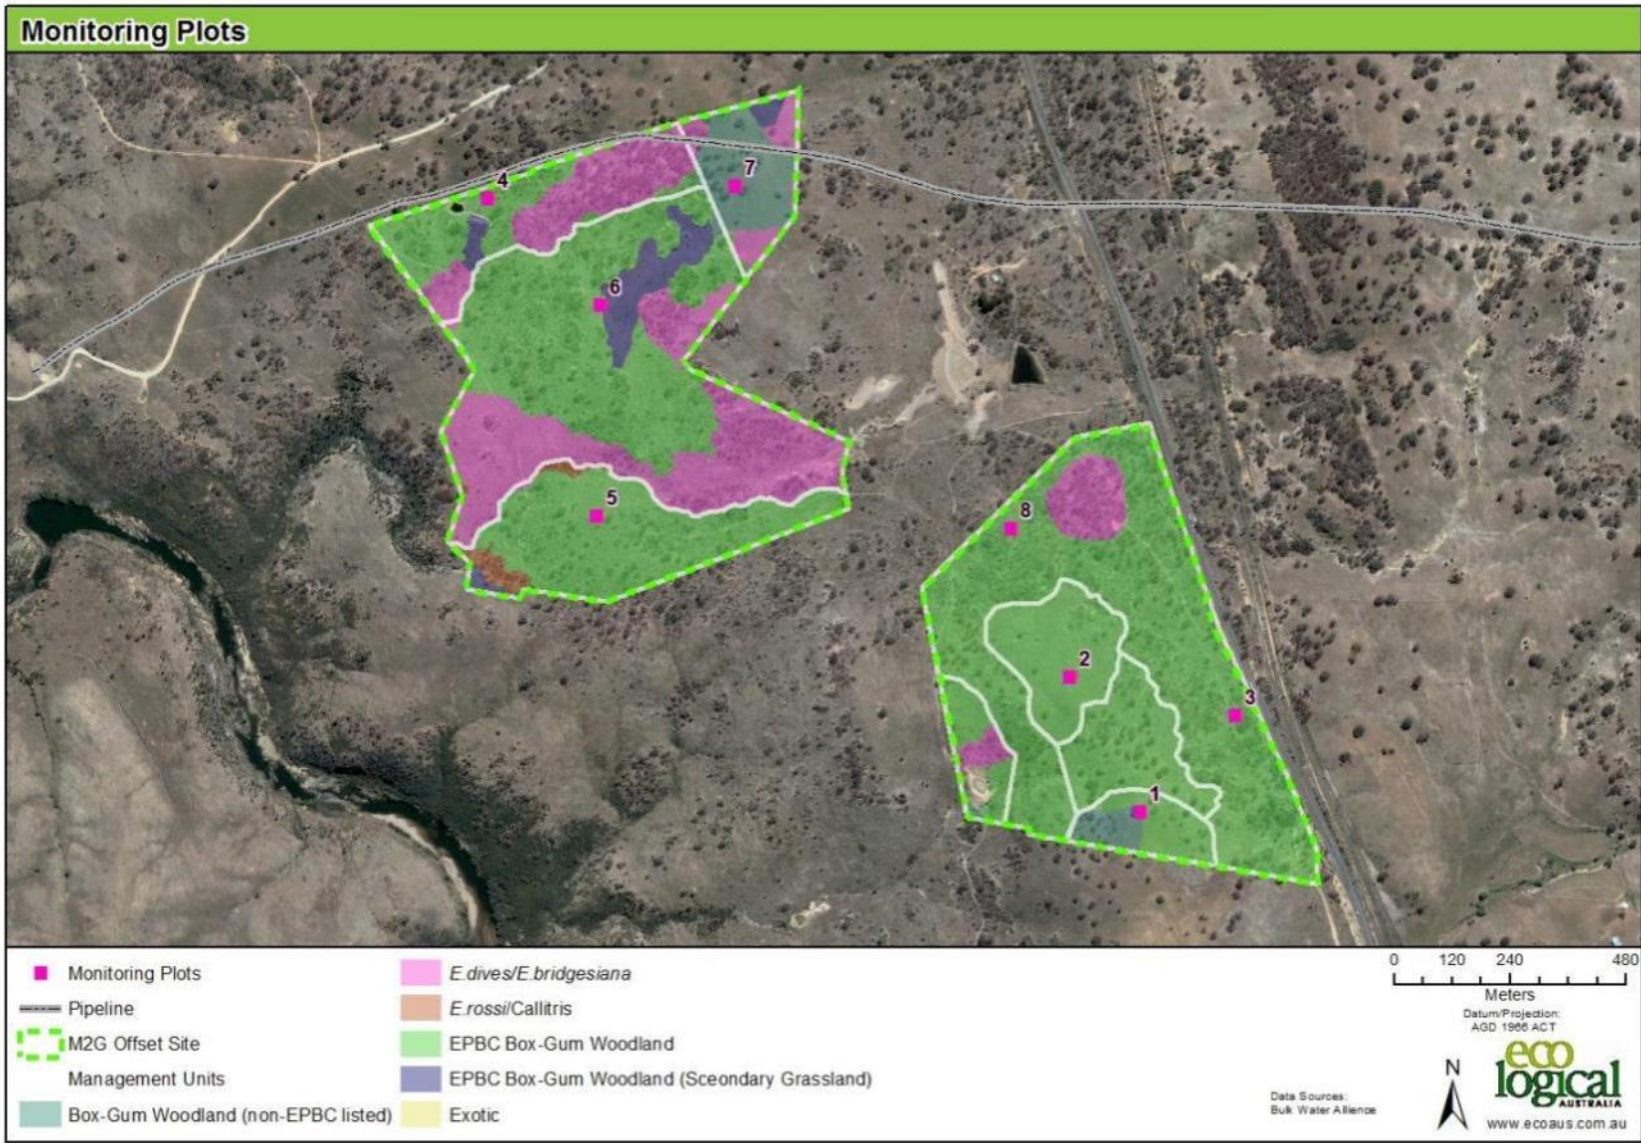 Monitoring Plots
4
7
6
5
8
2
3
1
Monitoring Plots
Pipeline
M2G Offset Site
Management Units
Box-Gum Woodland (non-EPBC listed)
E.dives/E.bridgesiana
E.rossi/Callitris
EPBC Box-Gum Woodland
EPBC Box-Gum Woodland (Sceondary Grassland)
Exotic
0 120 240 480
Meters
Datum/Projection:
AGD 1966 ACT
N
Data Sources:
Bulk Water Allience
eco
logical
AUSTRALIA
www.ecoaus.com.au